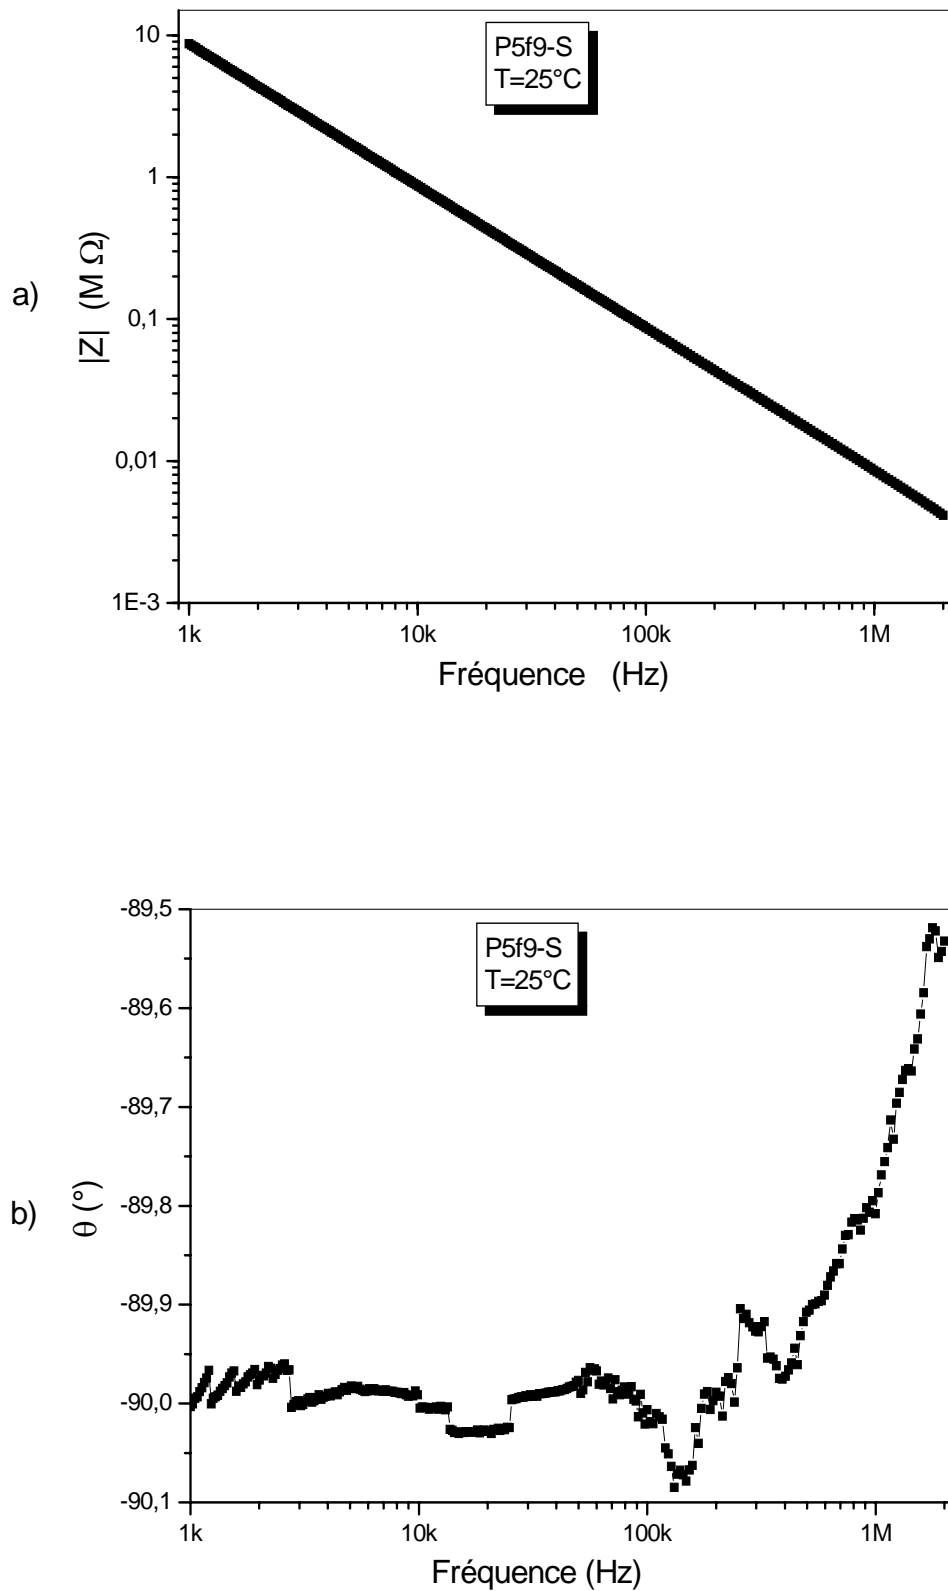 10
1
0,1
0,01
1E-3
|Z| (M Ω)
a)
P5f9-S
T=25°C
1k
10k
100k
1M
Fréquence (Hz)
-89,5
-89,6
-89,7
-89,8
-89,9
-90,0
-90,1
θ (°)
b)
P5f9-S
T=25°C
1k
10k
100k
1M
Fréquence (Hz)